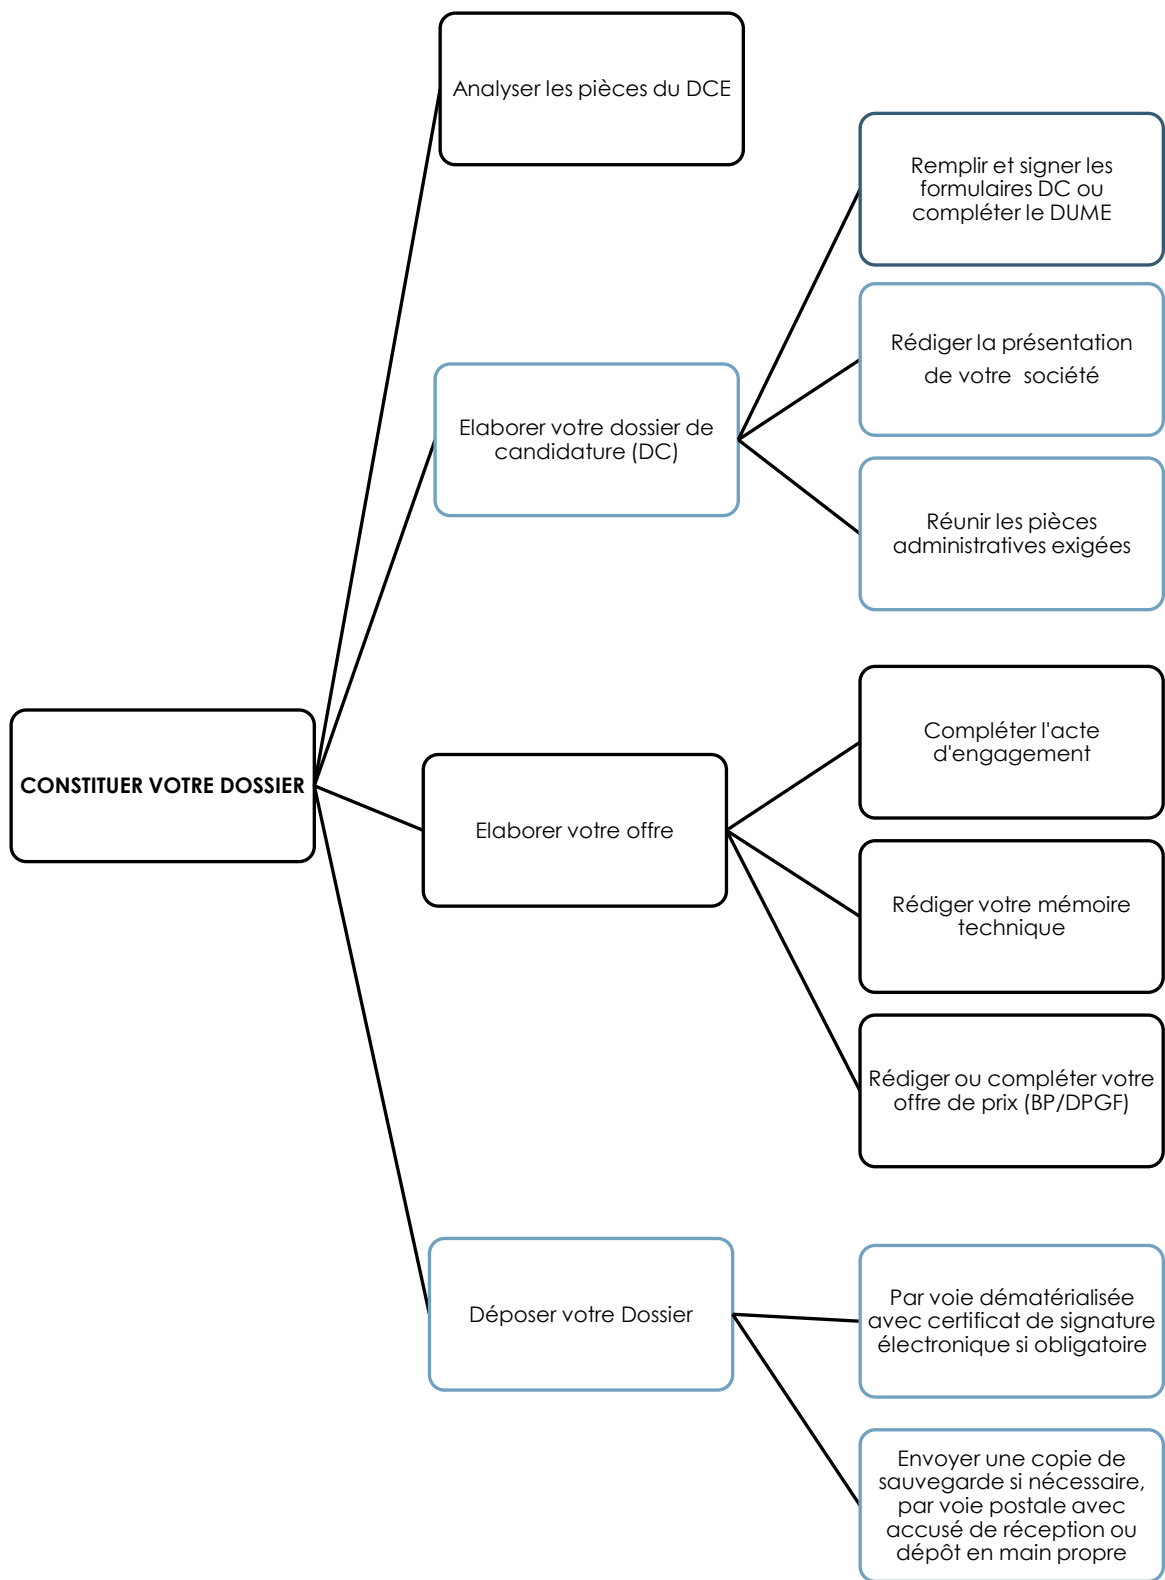 Analyser les pièces du DCE
Remplir et signer les
formulaires DC ou
compléter le DUME
Rédiger la présentation
de votre société
Elaborer votre dossier de
candidature (DC)
Réunir les pièces
administratives exigées
CONSTITUER VOTRE DOSSIER
Elaborer votre offre
Compléter l'acte
d'engagement
Rédiger votre mémoire
technique
Rédiger ou compléter votre
offre de prix (BP/DPGF)
Déposer votre Dossier
Par voie dématérialisée
avec certificat de signature
électronique si obligatoire
Envoyer une copie de
sauvegarde si nécessaire,
par voie postale avec
accusé de réception ou
dépôt en main propre